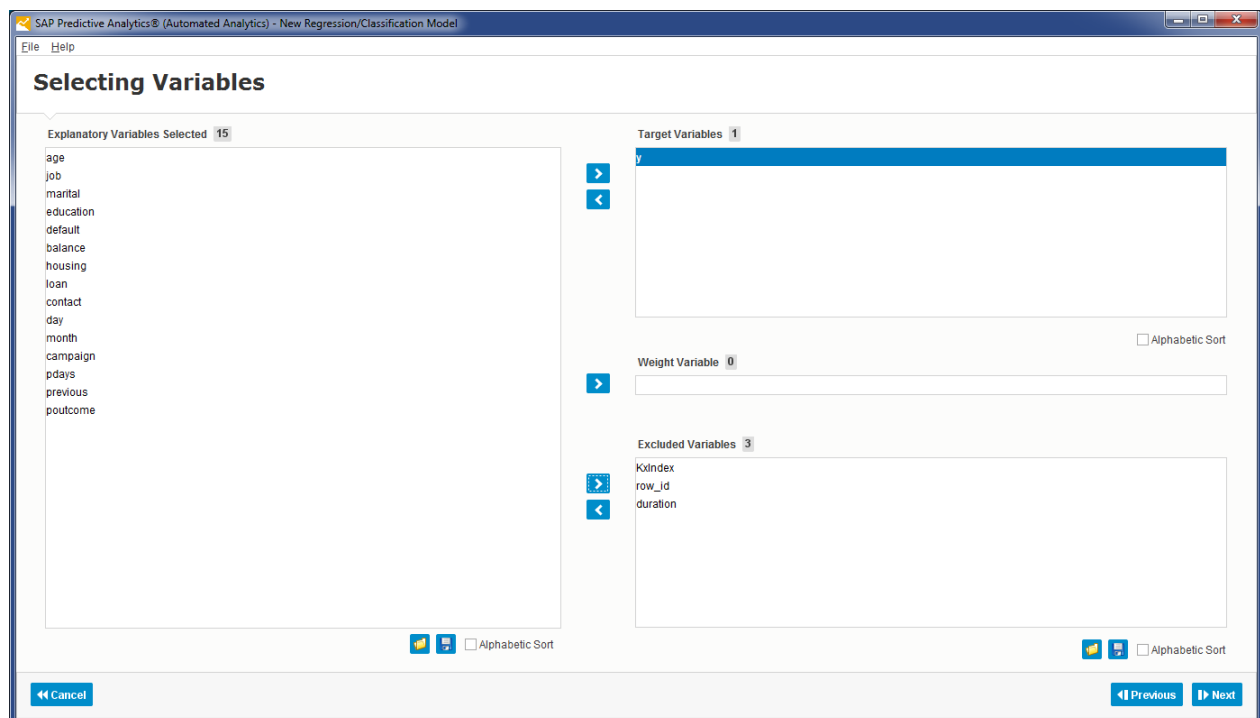 SAP Predictive Analytics® (Automated Analytics) - New Regression/Classification Model
File Help
Selecting Variables
Explanatory Variables Selected 15
age
job
marital
education
default
balance
housing
loan
contact
day
month
campaign
pdays
previous
poutcome
Alphabetic Sort
Target Variables 1
y
Alphabetic Sort
Weight Variable 0
Excluded Variables 3
KxIndex
row_id
duration
Alphabetic Sort
Cancel
Previous
Next